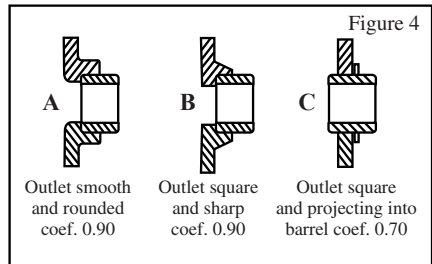 Figure 4
A
B
C
Outlet smooth
and rounded
coef. 0.90
Outlet square
and sharp
coef. 0.90
Outlet square
and projecting into
barrel coef. 0.70